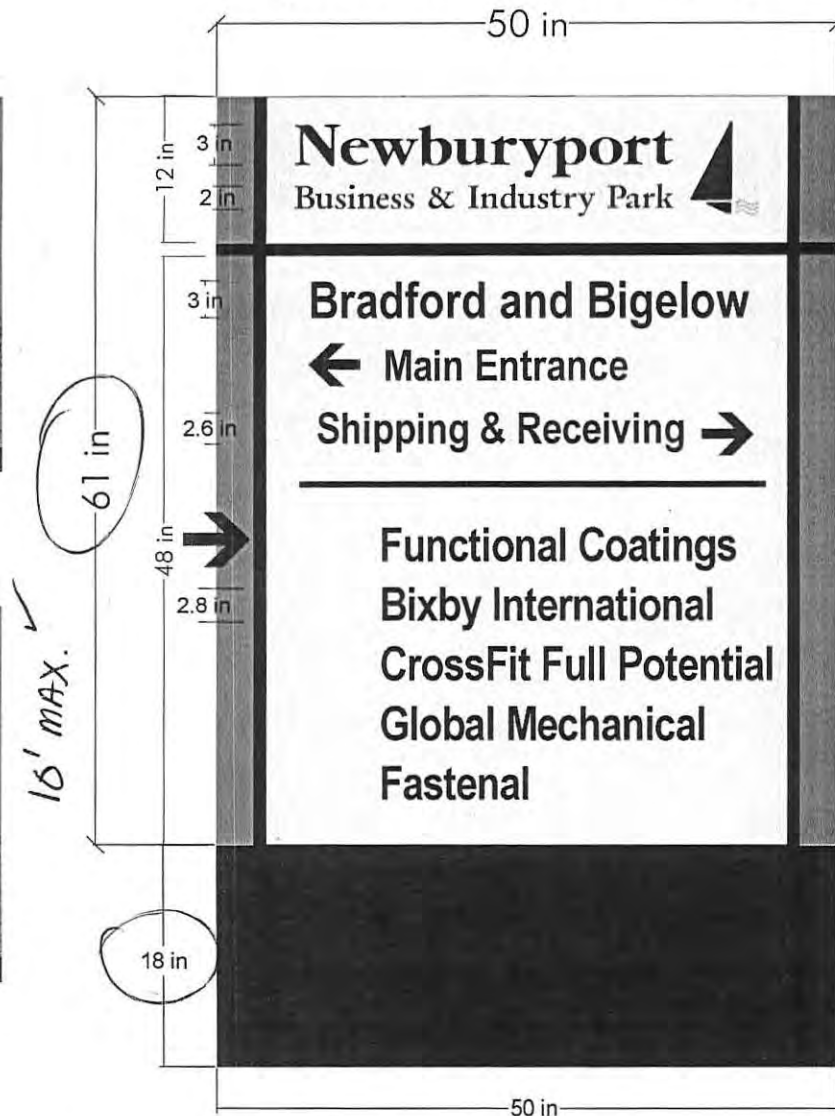 50 in
12 in
3 in
2 in
Newburyport
Business & Industry Park
61 in
48 in
3 in
Bradford and Bigelow
Main Entrance
2.6 in
Shipping & Receiving
2.8 in
Functional Coatings
Bixby International
CrossFit Full Potential
Global Mechanical
Fastenal
10' MAX.
18 in
50 in